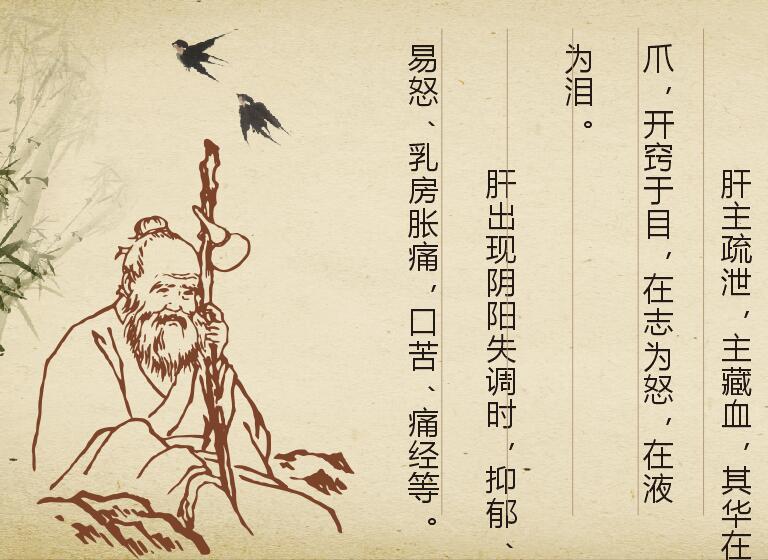 肝主疏泄，主藏血，其华在
爪，开窍于目，在志为怒，在液
为泪。
肝出现阴阳失调时，抑郁、
易怒、乳房胀痛，口苦、痛经等。